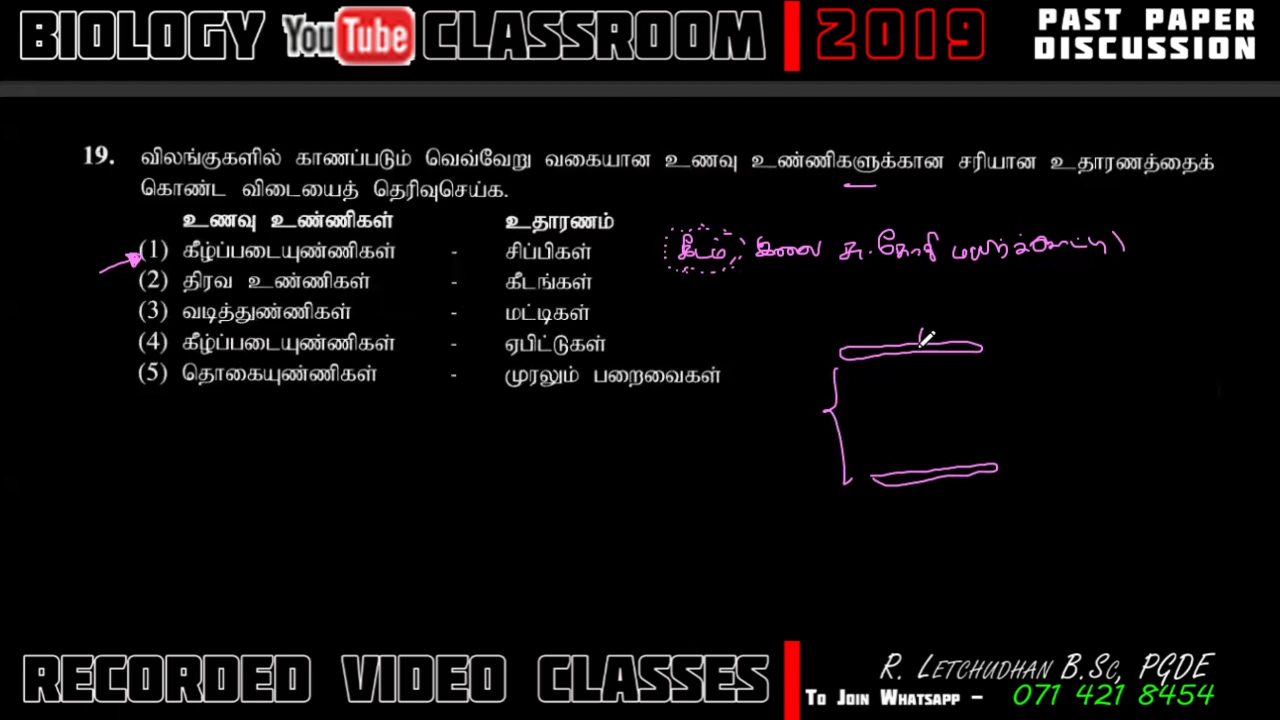 BIOLOGY YouTube CLASSROOM 2019 PAST PAPER
DISCUSSION
19. விலங்குகளில் காணப்படும் வெவ்வேறு வகையான உணவு உண்ணிகளுக்கான சரியான உதாரணத்தைக்
கொண்ட விடையைத் தெரிவுசெய்க.
உணவு உண்ணிகள் உதாரணம்
(1) கீழ்ப்படையுண்ணிகள் - சிப்பிகள்
(2) திரவ உண்ணிகள் - கீடங்கள்
(3) வடித்துண்ணிகள் - மட்டிகள்
(4) கீழ்ப்படையுண்ணிகள் - ஏபிட்டுகள்
(5) தொகையுண்ணிகள் - முரலும் பறைவைகள்
கீடம்,
RECORDED VIDEO CLASSES
R. LETCHUDHAN B.SC, PGDE
TO JOIN WHATSAPP - 071 421 8454